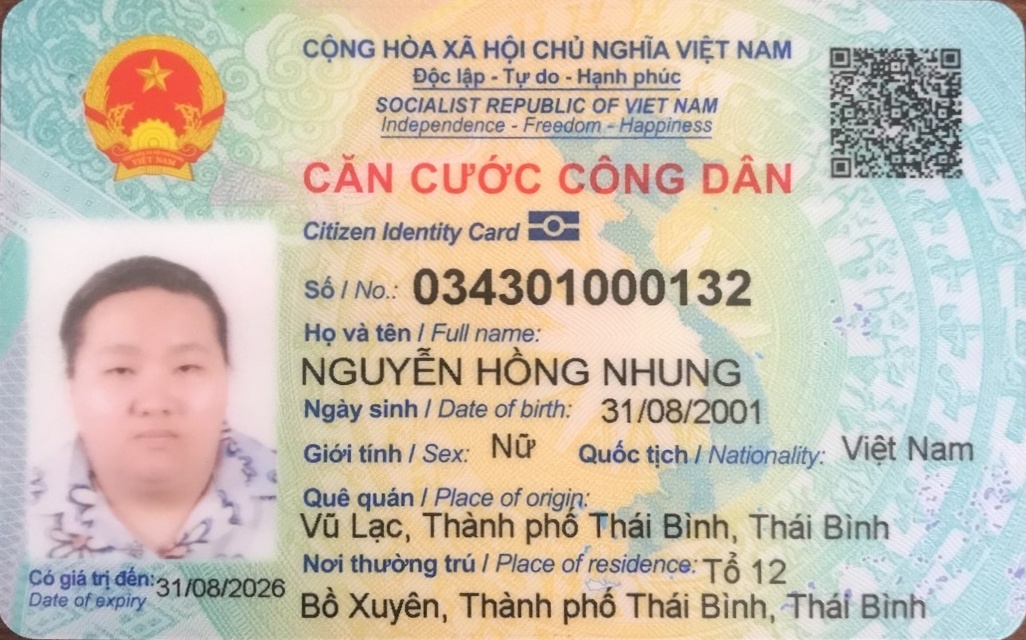 CỘNG HÒA XÃ HỘI CHỦ NGHĨA VIỆT NAM
Độc lập - Tự do - Hạnh phúc
SOCIALIST REPUBLIC OF VIET NAM
Independence - Freedom - Happiness
CĂN CƯỚC CÔNG DÂN
Citizen Identity Card
Số / No.: 034301000132
Họ và tên / Full name:
NGUYỄN HỒNG NHUNG
Ngày sinh / Date of birth: 31/08/2001
Giới tính / Sex: Nữ Quốc tịch / Nationality: Việt Nam
Quê quán / Place of origin:
Vũ Lạc, Thành phố Thái Bình, Thái Bình
Nơi thường trú / Place of residence: Tổ 12
Bồ Xuyên, Thành phố Thái Bình, Thái Bình
Có giá trị đến: 31/08/2026
Date of expiry
VIỆT NAM